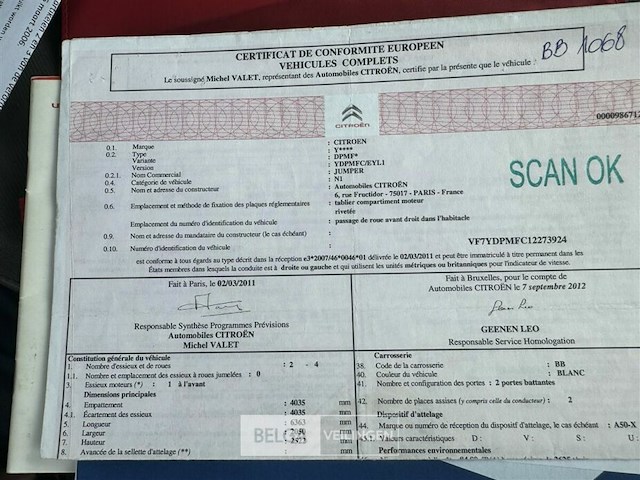 CERTIFICAT DE CONFORMITE EUROPEEN
VEHICULES COMPLETS
Le soussigné Michel VALET, représentant des Automobiles CITROËN, certifie par la présente que le véhicule :
BB 1068
CITROËN
0000986712
0.1. Marque : CITROEN
0.2. Type : Y****
Variante : DPMF*
Version : YDPMFC/EYL1
0.2.1. Nom Commercial : JUMPER
0.4. Catégorie de véhicule : N1
0.5. Nom et adresse du constructeur : Automobiles CITROËN
6, rue Fructidor - 75017 - PARIS - France
0.6. Emplacement et méthode de fixation des plaques réglementaires : tablier compartiment moteur
rivetée
Emplacement du numéro d'identification du véhicule : passage de roue avant droit dans l'habitacle
0.9. Nom et adresse du mandataire du constructeur (le cas échéant) :
0.10. Numéro d'identification du véhicule : VF7YDPMFC12273924
SCAN OK
est conforme à tous égards au type décrit dans la réception e3*2007/46*0046*01 délivrée le 02/03/2011 et peut être immatriculé à titre permanent dans les
États membres dans lesquels la conduite est à droite ou gauche et qui utilisent les unités métriques ou britanniques pour l'indicateur de vitesse.
Fait à Paris, le 02/03/2011
Responsable Synthèse Programmes Prévisions
Automobiles CITROËN
Michel VALET
Fait à Bruxelles, pour le compte de
Automobiles CITROËN le 7 septembre 2012
GEENEN LEO
Responsable Service Homologation
Constitution générale du véhicule
1. Nombre d'essieux et de roues : 2 - 4
1.1. Nombre et emplacement des essieux à roues jumelées : 0
3. Essieux moteurs (*) : 1 à l'avant
Dimensions principales
4. Empattement : 4035 mm
4.1. Écartement des essieux : 4035 mm
5. Longueur : 6363 mm
6. Largeur mm
7. Hauteur mm
8. Avancée de la sellette d'attelage (**) : mm
Carrosserie
38. Code de la carrosserie : BB
40. Couleur du véhicule : BLANC
41. Nombre et configuration des portes : 2 portes battantes
42. Nombre de places assises (y compris celle du conducteur) : 2
Dispositif d'attelage
44. Marque ou numéro de réception du dispositif d'attelage, le cas échéant : A50-X
Valeurs caractéristiques D : V : S : U :
Performances environnementales
BELGA VEILINGEN
mars 2006,